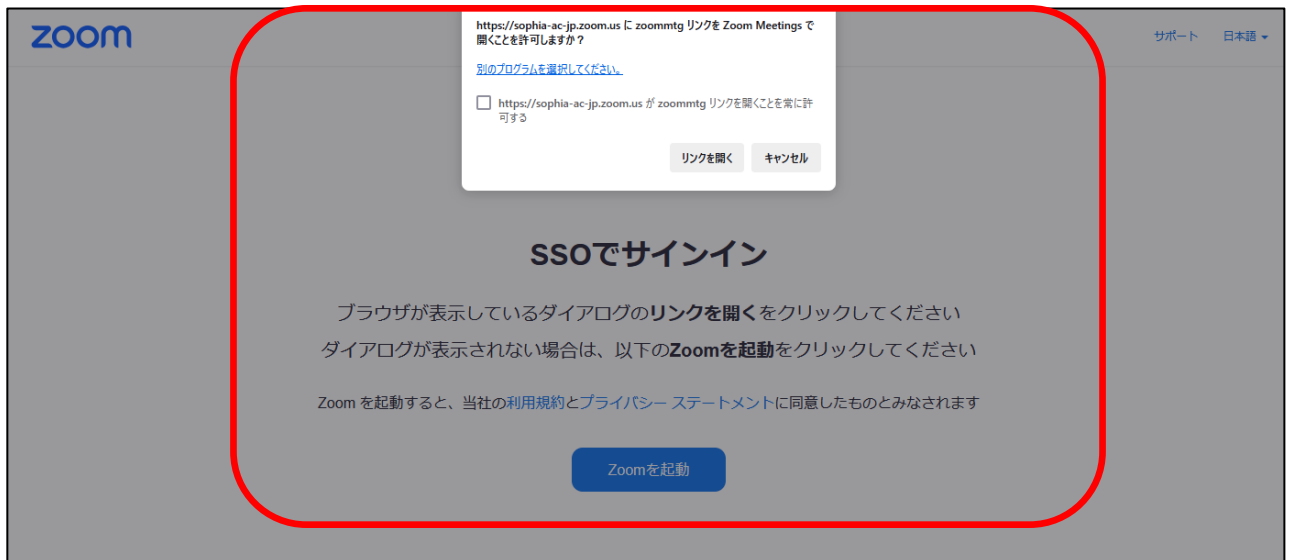 zoom
サポート 日本語
https://sophia-ac-jp.zoom.us に zoommtg リンクを Zoom Meetings で
開くことを許可しますか？
別のプログラムを選択してください。
https://sophia-ac-jp.zoom.us が zoommtg リンクを開くことを常に許
可する
リンクを開く キャンセル
SSOでサインイン
ブラウザが表示しているダイアログのリンクを開くをクリックしてください
ダイアログが表示されない場合は、以下のZoomを起動をクリックしてください
Zoom を起動すると、当社の利用規約とプライバシー ステートメントに同意したものとみなされます
Zoomを起動